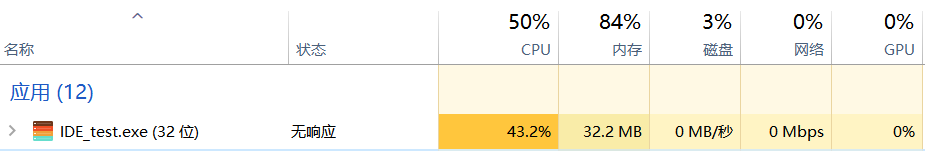 50% 84% 3% 0% 0%
名称 状态 CPU 内存 磁盘 网络 GPU
应用 (12)
IDE_test.exe (32 位) 无响应 43.2% 32.2 MB 0 MB/秒 0 Mbps 0%